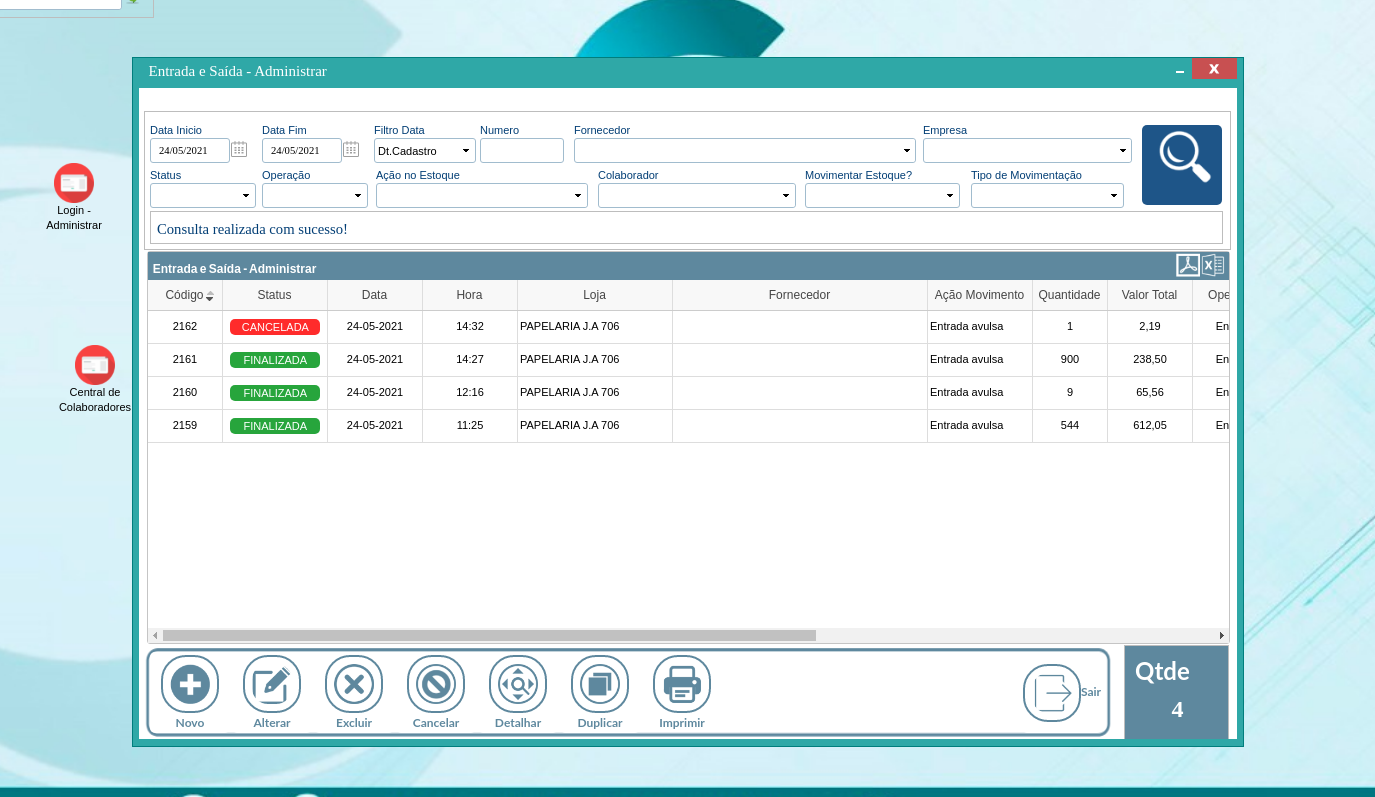 Entrada e Saída - Administrar
X
Data Inicio Data Fim Filtro Data Numero Fornecedor Empresa
24/05/2021 24/05/2021 Dt.Cadastro
Status Operação Ação no Estoque Colaborador Movimentar Estoque? Tipo de Movimentação
Consulta realizada com sucesso!
Entrada e Saída - Administrar
Código Status Data Hora Loja Fornecedor Ação Movimento Quantidade Valor Total Ope
2162 CANCELADA 24-05-2021 14:32 PAPELARIA J.A 706 Entrada avulsa 1 2,19 En
2161 FINALIZADA 24-05-2021 14:27 PAPELARIA J.A 706 Entrada avulsa 900 238,50 En
2160 FINALIZADA 24-05-2021 12:16 PAPELARIA J.A 706 Entrada avulsa 9 65,56 En
2159 FINALIZADA 24-05-2021 11:25 PAPELARIA J.A 706 Entrada avulsa 544 612,05 En
Novo Alterar Excluir Cancelar Detalhar Duplicar Imprimir Sair
Qtde
4
Login -
Administrar
Central de
Colaboradores